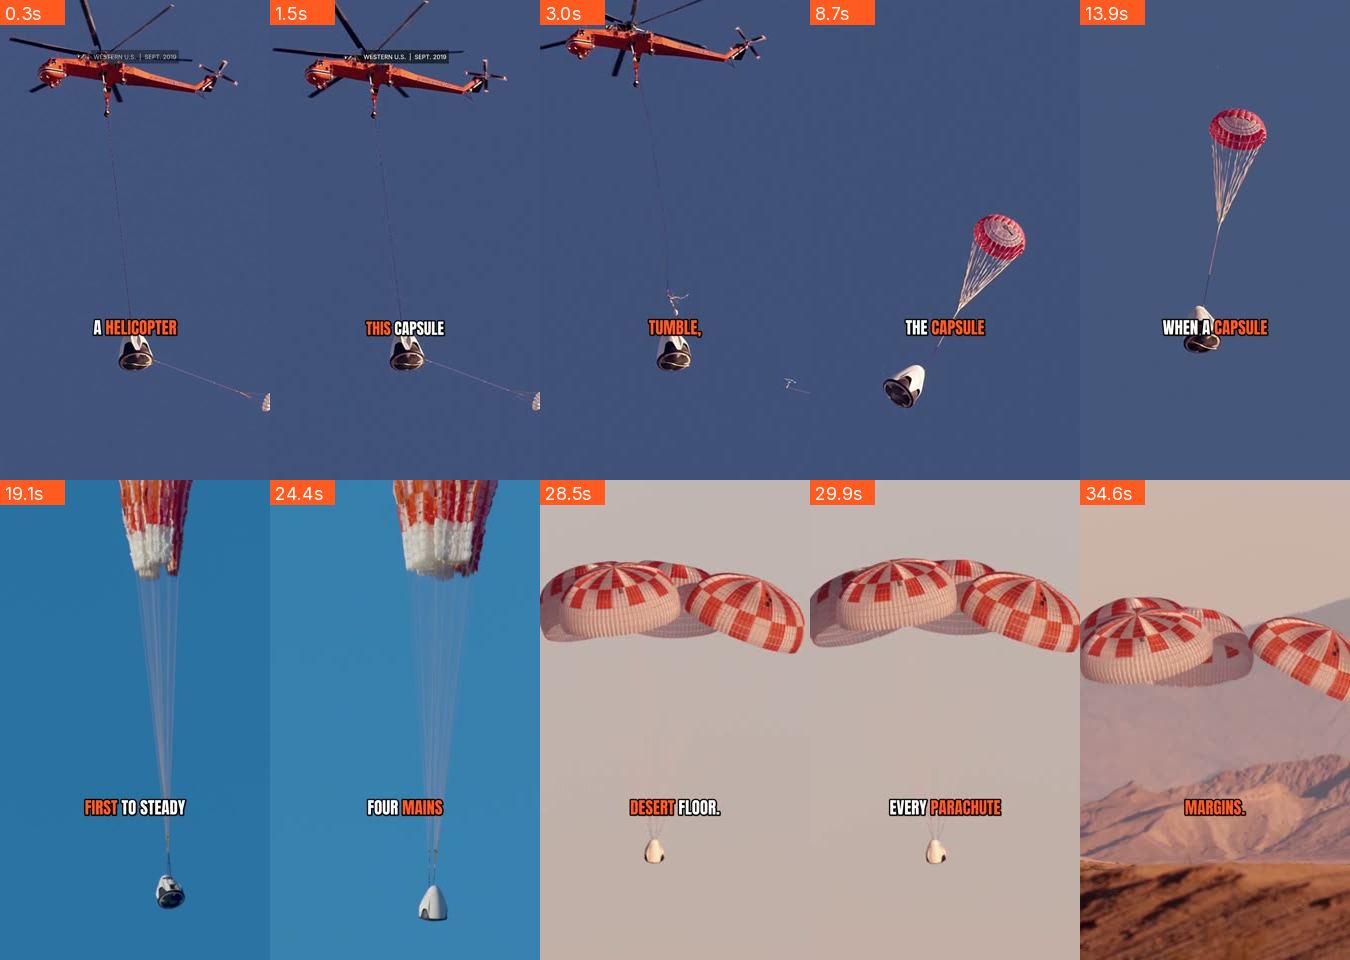 0.3s
WESTERN U.S. | SEPT. 2019
A HELICOPTER
1.5s
WESTERN U.S. | SEPT. 2019
THIS CAPSULE
3.0s
TUMBLE,
8.7s
THE CAPSULE
13.9s
WHEN A CAPSULE
19.1s
FIRST TO STEADY
24.4s
FOUR MAINS
28.5s
DESERT FLOOR.
29.9s
EVERY PARACHUTE
34.6s
MARGINS.